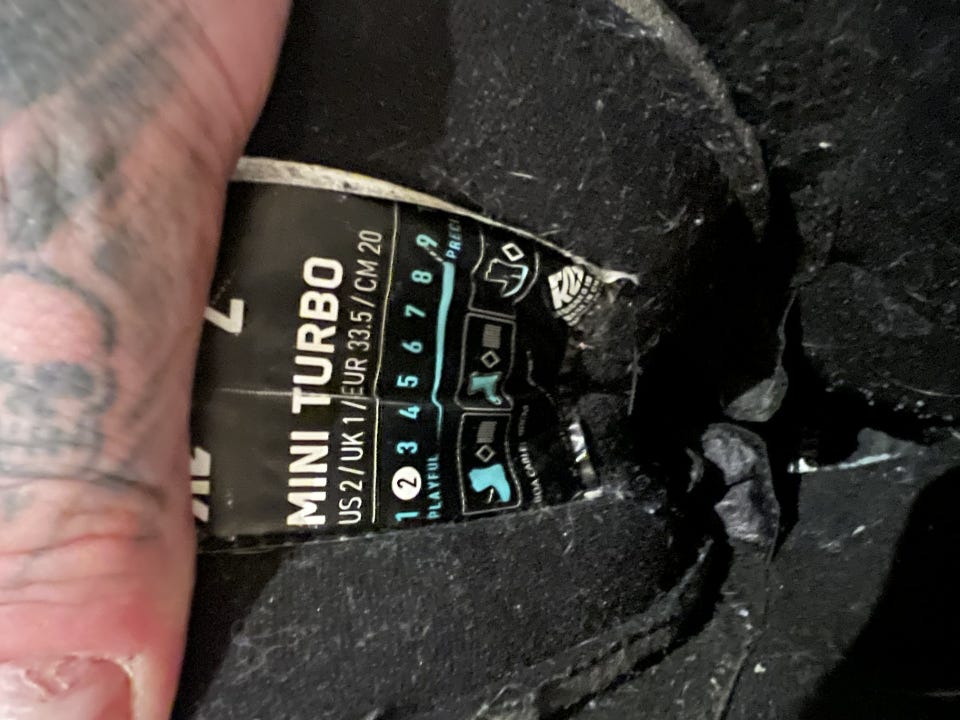 MINI TURBO
US 2 / UK 1 / EUR 33.5 / CM 20
1 2 3 4 5 6 7 8 9
PLAYFUL
K2